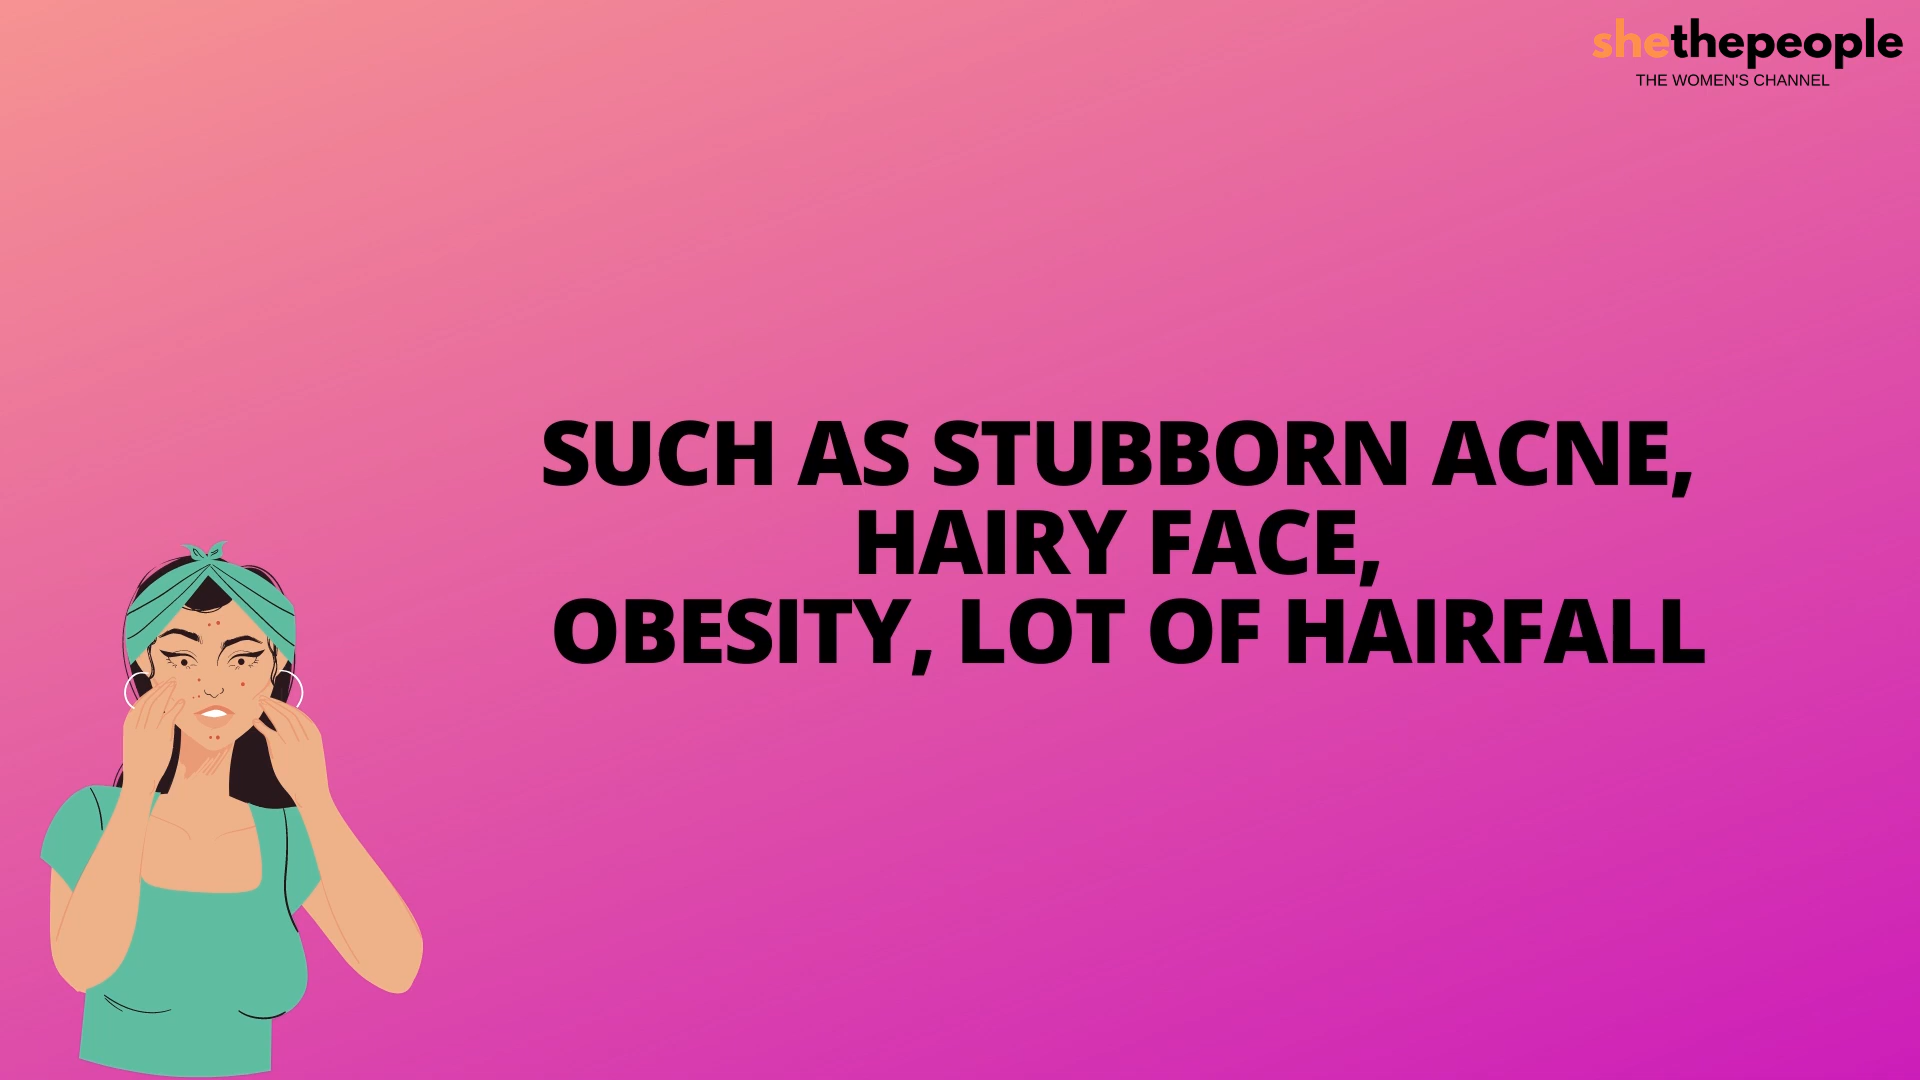 shethepeople
THE WOMEN'S CHANNEL
SUCH AS STUBBORN ACNE,
HAIRY FACE,
OBESITY, LOT OF HAIRFALL